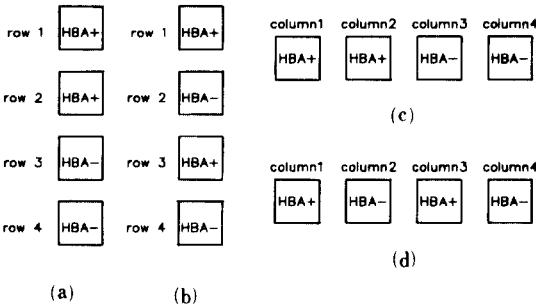 row 1 HBA+
row 2 HBA+
row 3 HBA−
row 4 HBA−
(a)
row 1 HBA+
row 2 HBA−
row 3 HBA+
row 4 HBA−
(b)
column1 column2 column3 column4
HBA+ HBA+ HBA− HBA−
(c)
column1 column2 column3 column4
HBA+ HBA− HBA+ HBA−
(d)